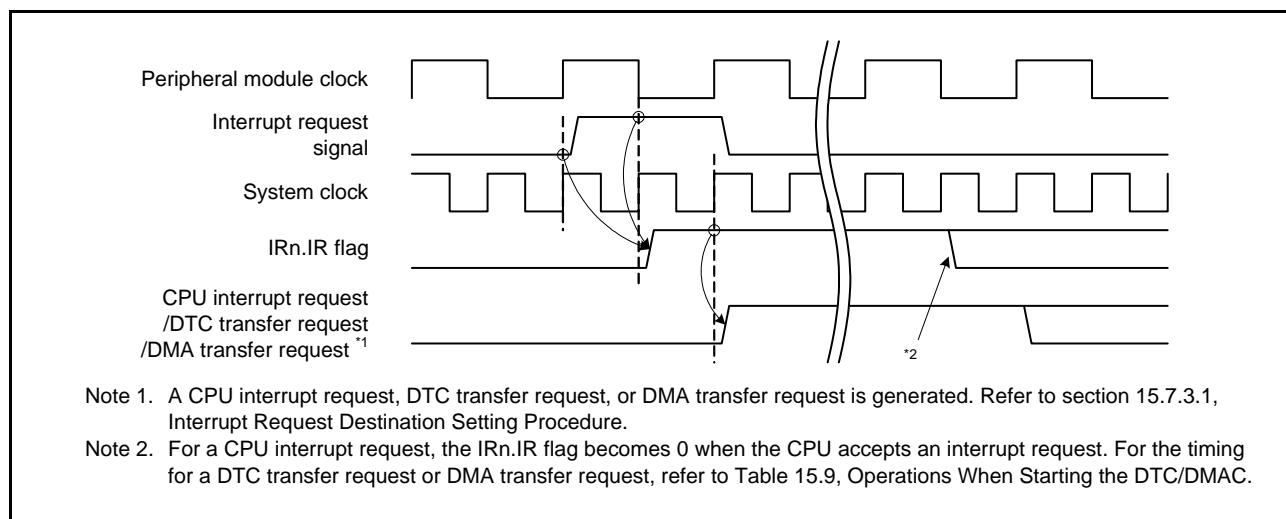 Peripheral module clock
Interrupt request
signal
System clock
IRn.IR flag
CPU interrupt request
/DTC transfer request
/DMA transfer request *1
*2
Note 1. A CPU interrupt request, DTC transfer request, or DMA transfer request is generated. Refer to section 15.7.3.1,
Interrupt Request Destination Setting Procedure.
Note 2. For a CPU interrupt request, the IRn.IR flag becomes 0 when the CPU accepts an interrupt request. For the timing
for a DTC transfer request or DMA transfer request, refer to Table 15.9, Operations When Starting the DTC/DMAC.